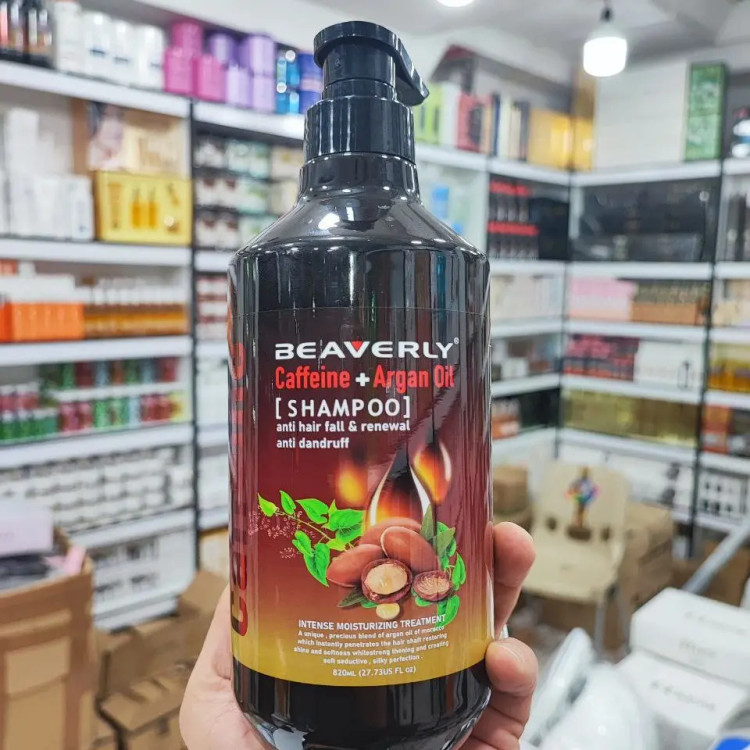 BEAVERLY®
Caffeine + Argan Oil
[SHAMPOO]
anti hair fall & renewal
anti dandruff
INTENSE MOISTURIZING TREATMENT
A unique , precious blend of argan oil of morocco
which instantly penetrates the hair shaft restoring
shine and softness whilestrong thening and creating
soft seductive , silky perfection .
820ML (27.73US FL oz)